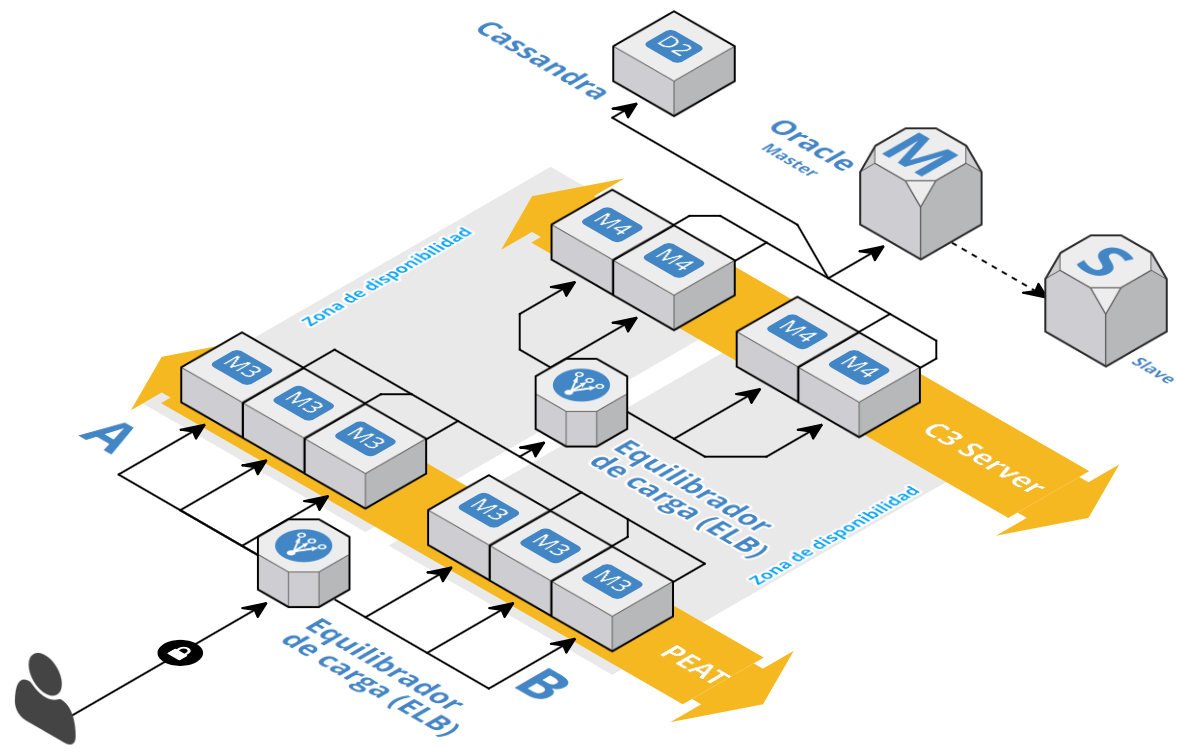 Cassandra
D2
Oracle
Master
M
S
Slave
Zona de disponibilidad
M4
M4
M4
M4
C3 Server
M3
M3
M3
A
Equilibrador
de carga (ELB)
Zona de disponibilidad
M3
M3
M3
PEAT
Equilibrador
de carga (ELB)
B